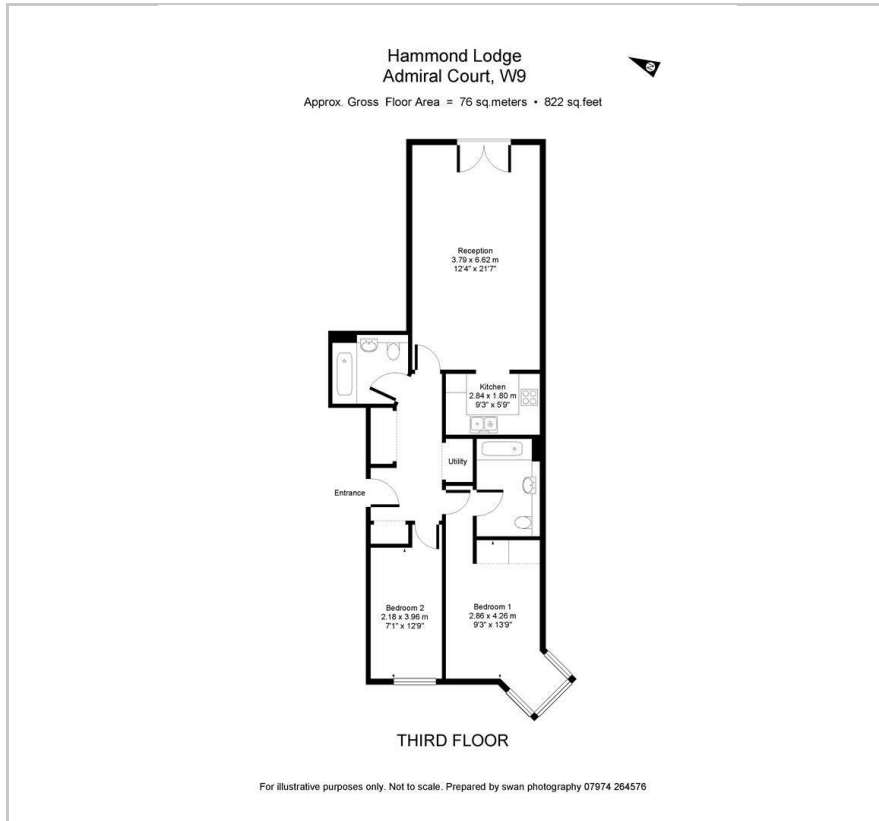 Hammond Lodge
Admiral Court, W9
Approx. Gross Floor Area = 76 sq.meters • 822 sq.feet
N
Reception
3.79 x 6.62 m
12'4" x 21'7"
Kitchen
2.84 x 1.80 m
9'3" x 5'9"
Utility
Entrance
Bedroom 2
2.18 x 3.96 m
7'1" x 12'9"
Bedroom 1
2.86 x 4.26 m
9'3" x 13'9"
THIRD FLOOR
For illustrative purposes only. Not to scale. Prepared by swan photography 07974 264576